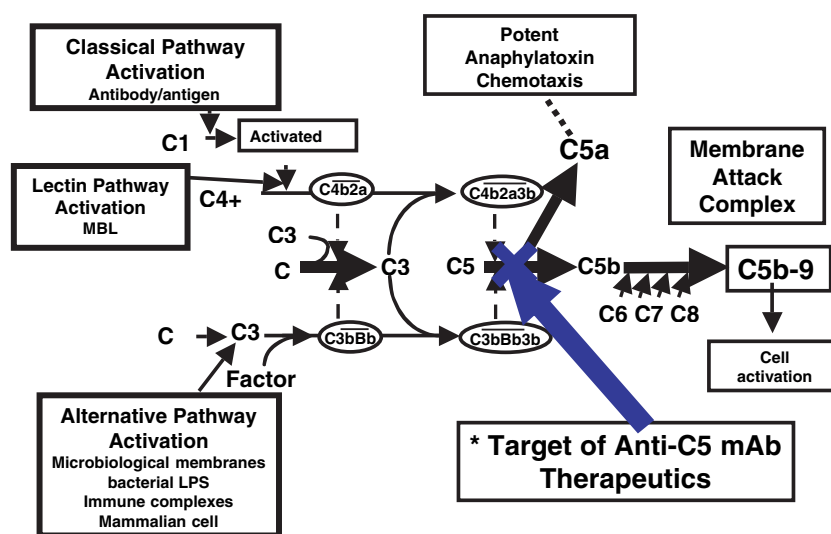 Classical Pathway
Activation
Antibody/antigen
Potent
Anaphylatoxin
Chemotaxis
C1
Activated
C5a
Membrane
Attack
Complex
Lectin Pathway
Activation
MBL
C4+
C4b2a
C4b2a3b
C3
C
C3
C5
C5b
C5b-9
C6 C7 C8
C
C3
C3bBb
C3bBb3b
Factor
Cell
activation
Alternative Pathway
Activation
Microbiological membranes
bacterial LPS
Immune complexes
Mammalian cell
* Target of Anti-C5 mAb
Therapeutics